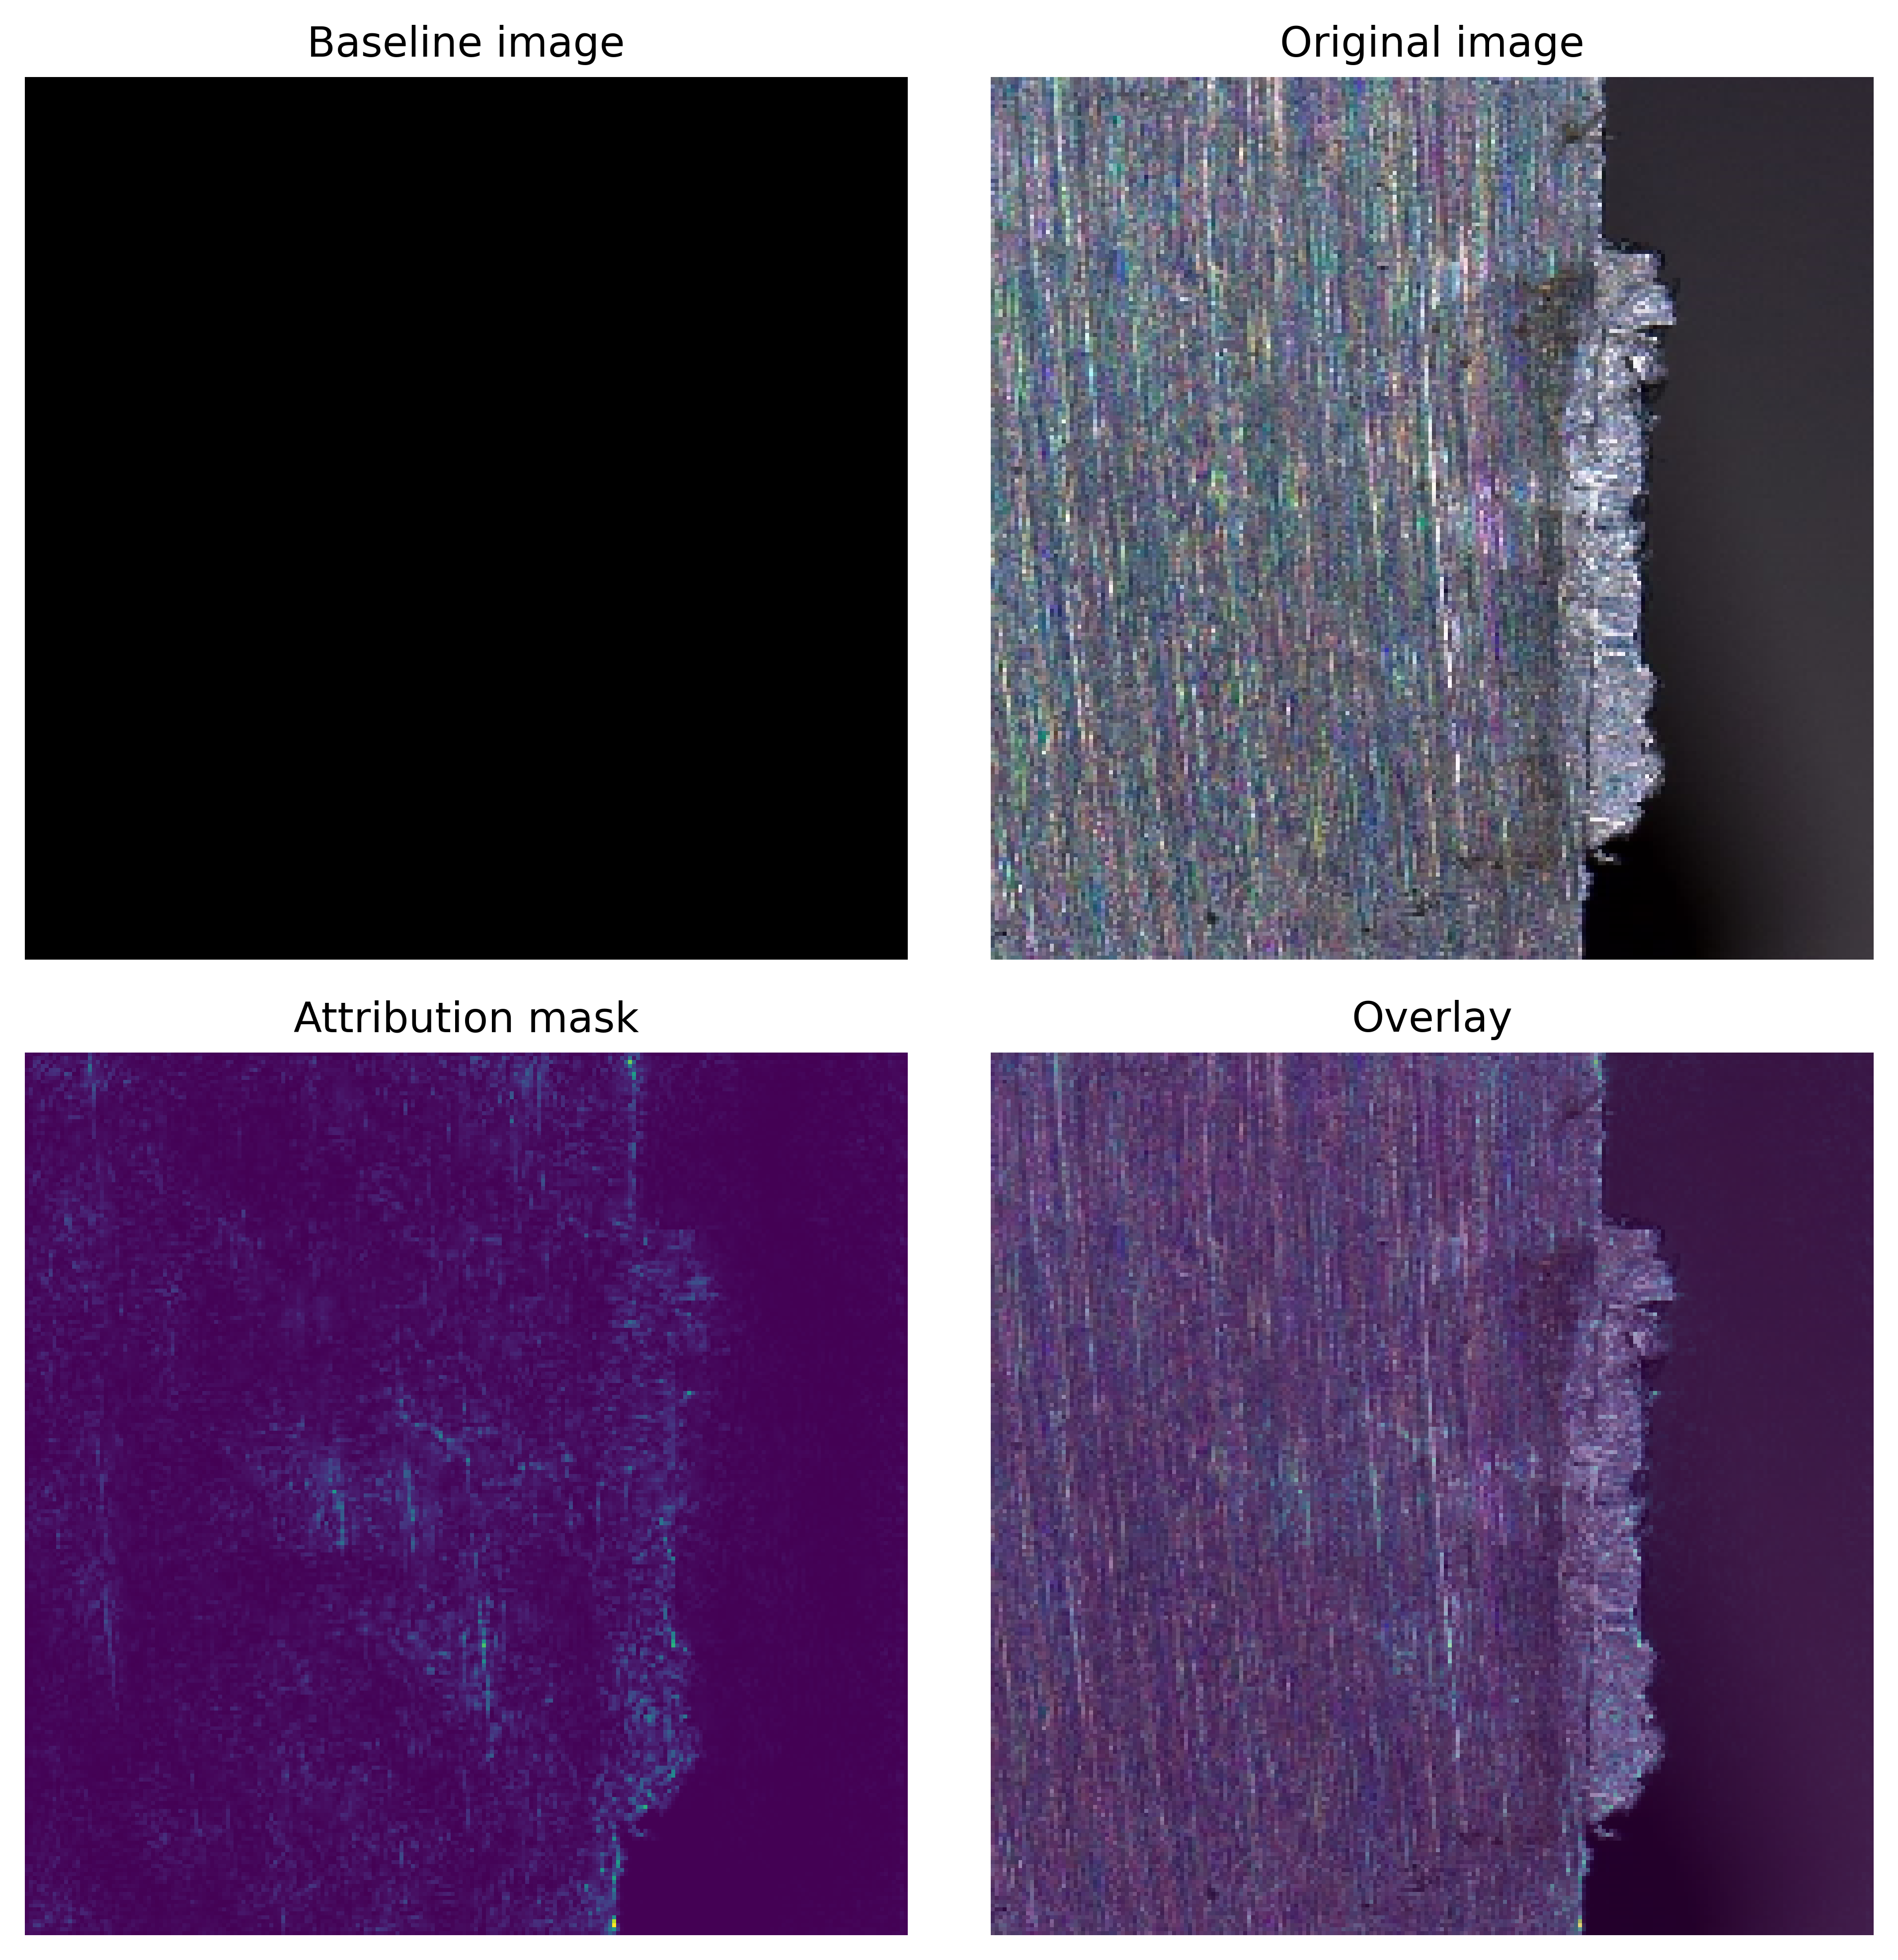 Baseline image
Original image
Attribution mask
Overlay